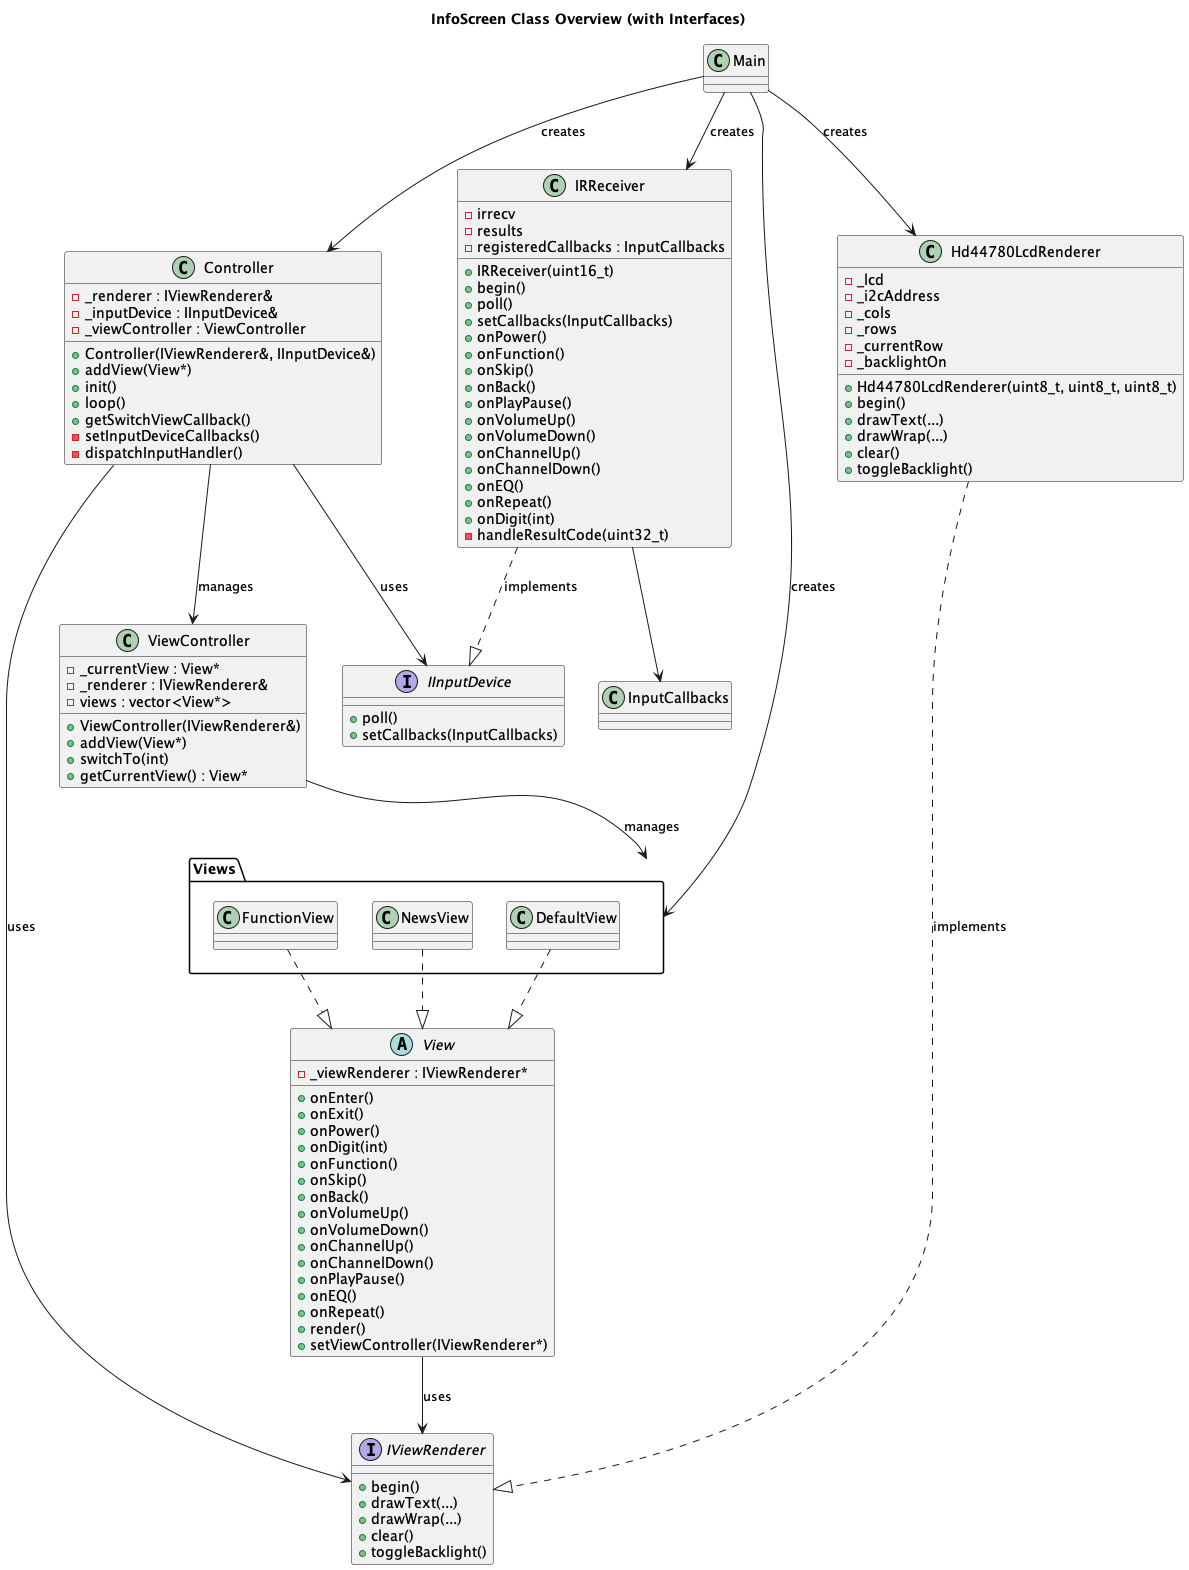 InfoScreen Class Overview (with Interfaces)
C Main
creates
creates
creates
creates
C Controller
_renderer : IViewRenderer&
_inputDevice : IInputDevice&
_viewController : ViewController
Controller(IViewRenderer&, IInputDevice&)
addView(View*)
init()
loop()
getSwitchViewCallback()
setInputDeviceCallbacks()
dispatchInputHandler()
C IRReceiver
irrecv
results
registeredCallbacks : InputCallbacks
IRReceiver(uint16_t)
begin()
poll()
setCallbacks(InputCallbacks)
onPower()
onFunction()
onSkip()
onBack()
onPlayPause()
onVolumeUp()
onVolumeDown()
onChannelUp()
onChannelDown()
onEQ()
onRepeat()
onDigit(int)
handleResultCode(uint32_t)
C Hd44780LcdRenderer
_lcd
_i2cAddress
_cols
_rows
_currentRow
_backlightOn
Hd44780LcdRenderer(uint8_t, uint8_t, uint8_t)
begin()
drawText(...)
drawWrap(...)
clear()
toggleBacklight()
manages
uses
implements
C ViewController
_currentView : View*
_renderer : IViewRenderer&
views : vector<View*>
ViewController(IViewRenderer&)
addView(View*)
switchTo(int)
getCurrentView() : View*
I IInputDevice
poll()
setCallbacks(InputCallbacks)
C InputCallbacks
manages
Views
C FunctionView
C NewsView
C DefaultView
uses
implements
A View
_viewRenderer : IViewRenderer*
onEnter()
onExit()
onPower()
onDigit(int)
onFunction()
onSkip()
onBack()
onVolumeUp()
onVolumeDown()
onChannelUp()
onChannelDown()
onPlayPause()
onEQ()
onRepeat()
render()
setViewController(IViewRenderer*)
uses
I IViewRenderer
begin()
drawText(...)
drawWrap(...)
clear()
toggleBacklight()